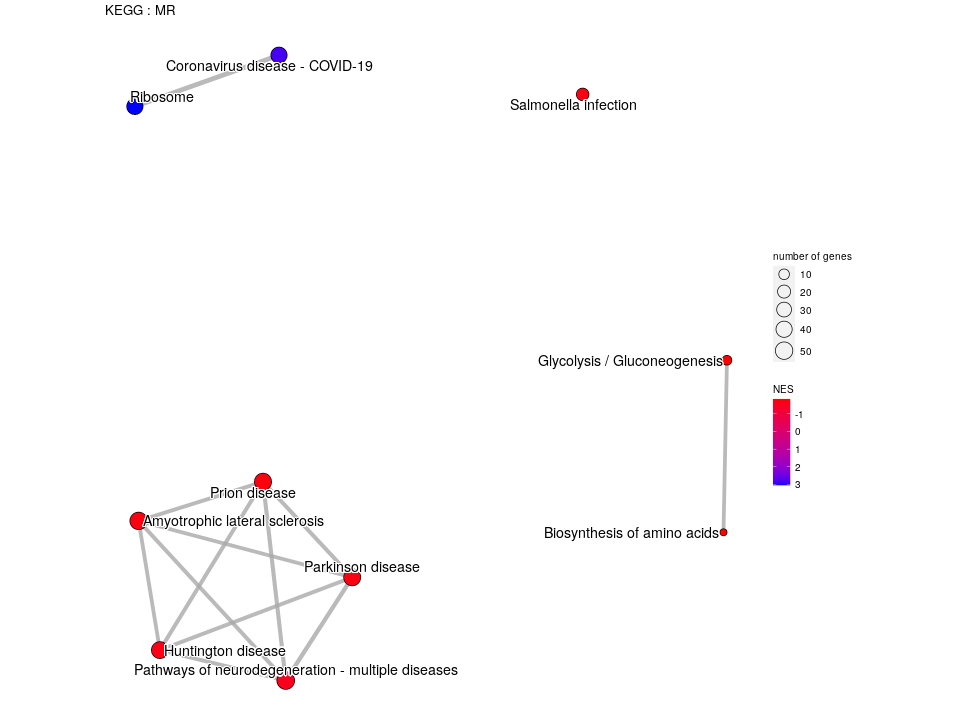 KEGG : MR
Coronavirus disease - COVID-19
Ribosome
Salmonella infection
number of genes
10
20
30
40
50
Glycolysis / Gluconeogenesis
NES
-1
0
1
2
3
Prion disease
Amyotrophic lateral sclerosis
Biosynthesis of amino acids
Parkinson disease
Huntington disease
Pathways of neurodegeneration - multiple diseases